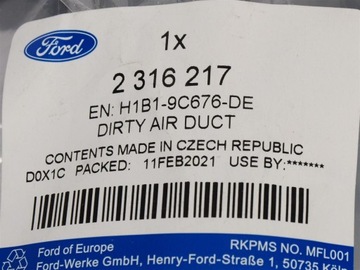 Ford
1x
2 316 217
EN: H1B1-9C676-DE
DIRTY AIR DUCT
CONTENTS MADE IN CZECH REPUBLIC
D0X1C PACKED: 11FEB2021 USE BY:*******
Ford of Europe
RKPMS NO. MFL001
Ford-Werke GmbH, Henry-Ford-Straße 1, 50735 Köln